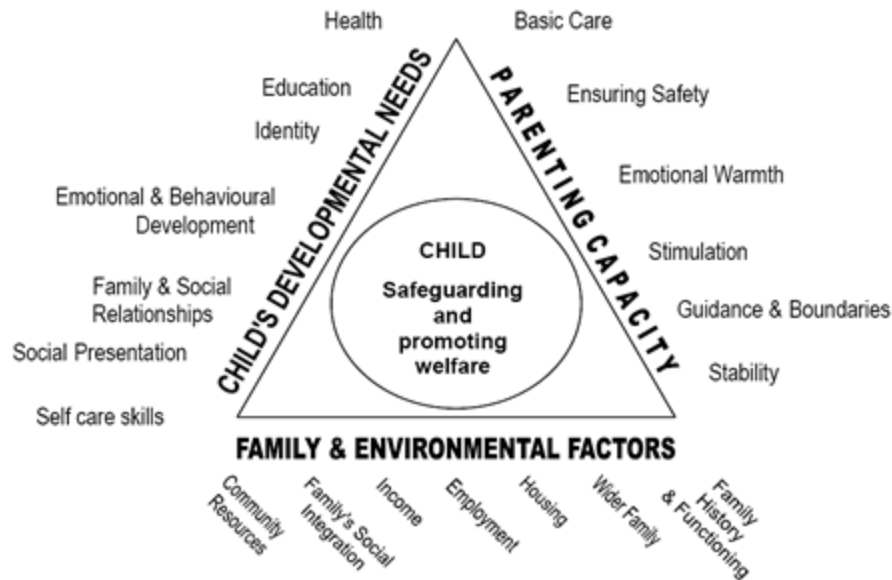 Health
Education
Identity
Emotional & Behavioural
Development
Family & Social
Relationships
Social Presentation
Self care skills
CHILD'S DEVELOPMENTAL NEEDS
CHILD
Safeguarding
and
promoting
welfare
PARENTING CAPACITY
Basic Care
Ensuring Safety
Emotional Warmth
Stimulation
Guidance & Boundaries
Stability
FAMILY & ENVIRONMENTAL FACTORS
Community
Resources
Family's Social
Integration
Income
Employment
Housing
Wider Family
Family
History
& Functioning